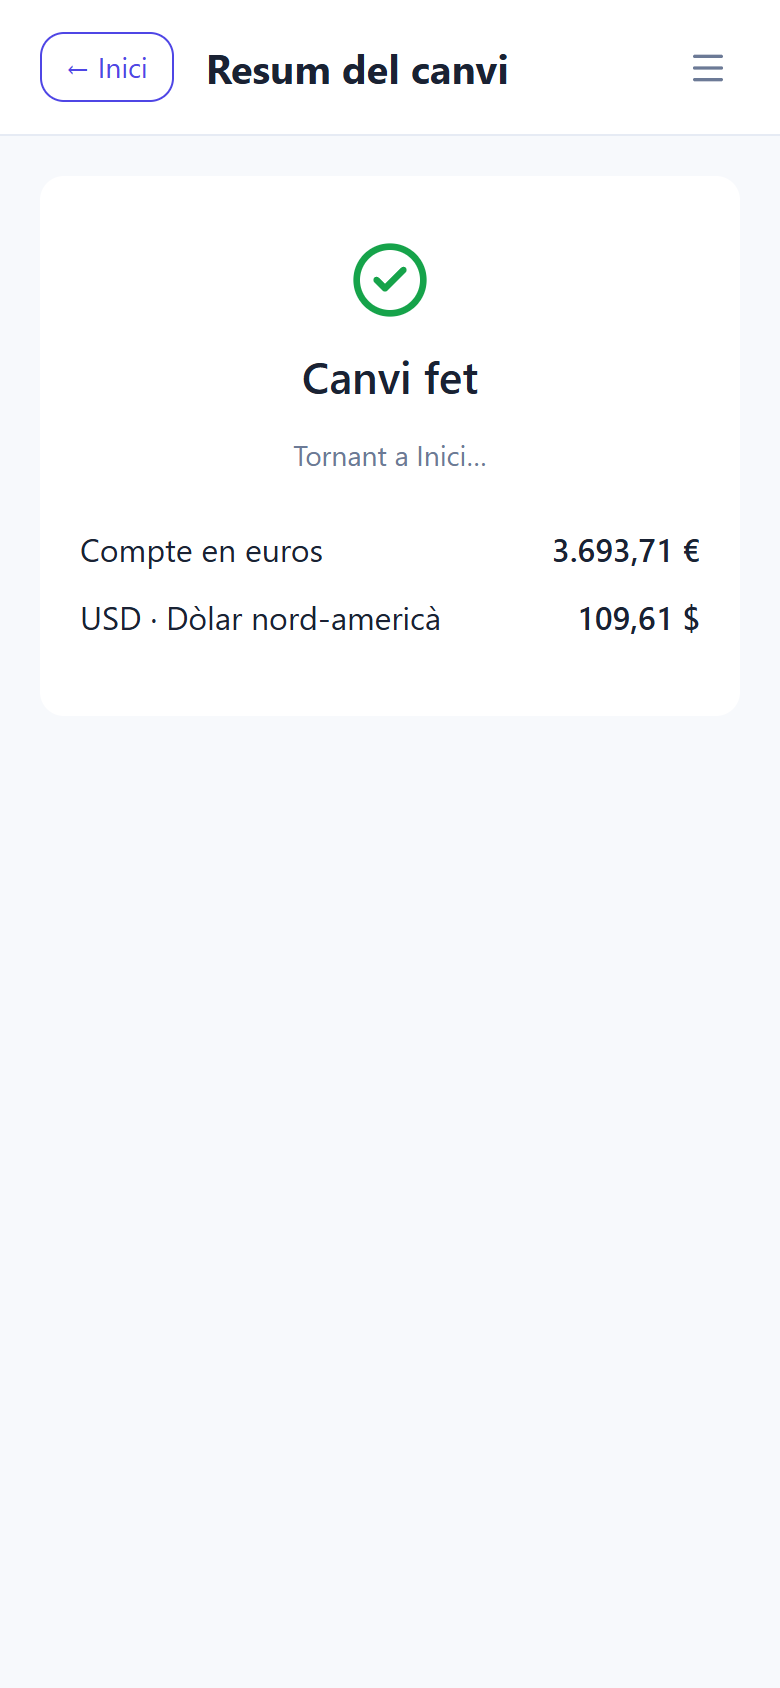 ← Inici
Resum del canvi
Canvi fet
Tornant a Inici...
Compte en euros 3.693,71 €
USD · Dòlar nord-americà 109,61 $